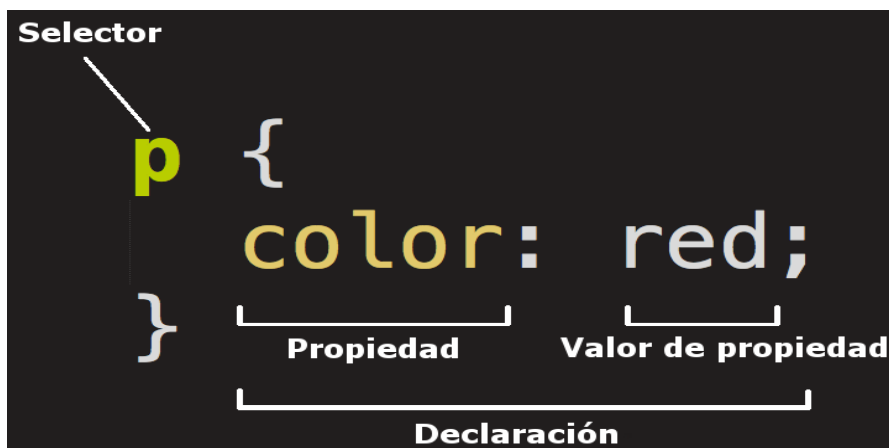 Selector
p {
color: red;
}
Propiedad
Valor de propiedad
Declaración